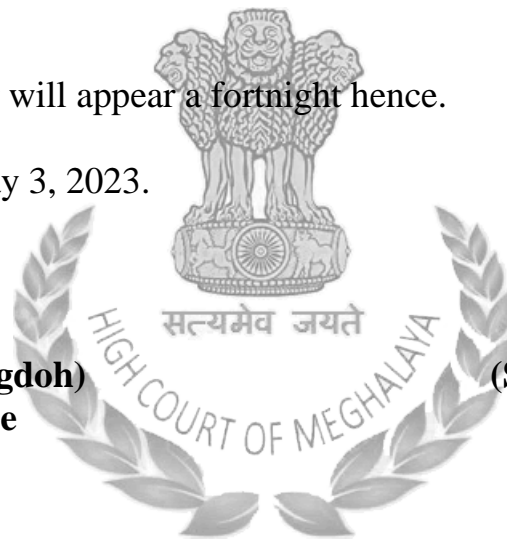 will appear a fortnight hence.
y 3, 2023.
सत्यमेव जयते
HIGH COURT OF MEGHALAYA
gdoh) (S
e